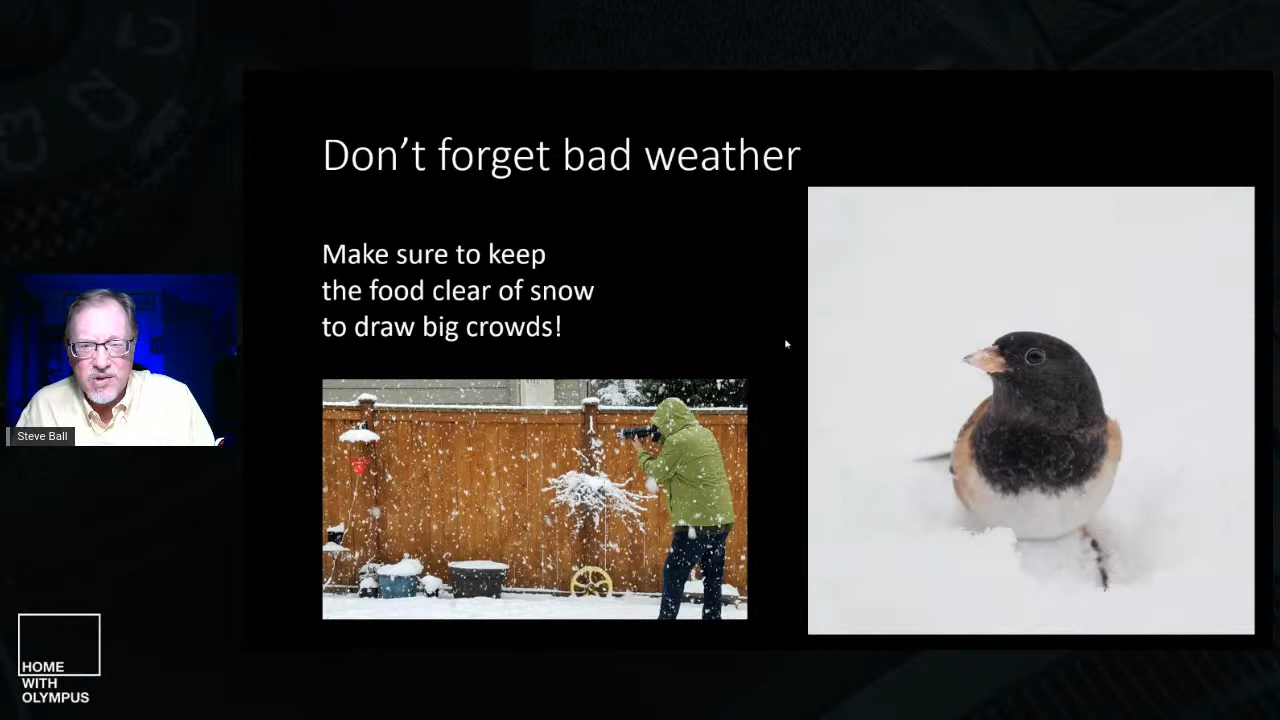 Don't forget bad weather
Make sure to keep
the food clear of snow
to draw big crowds!
Steve Ball
HOME
WITH
OLYMPUS